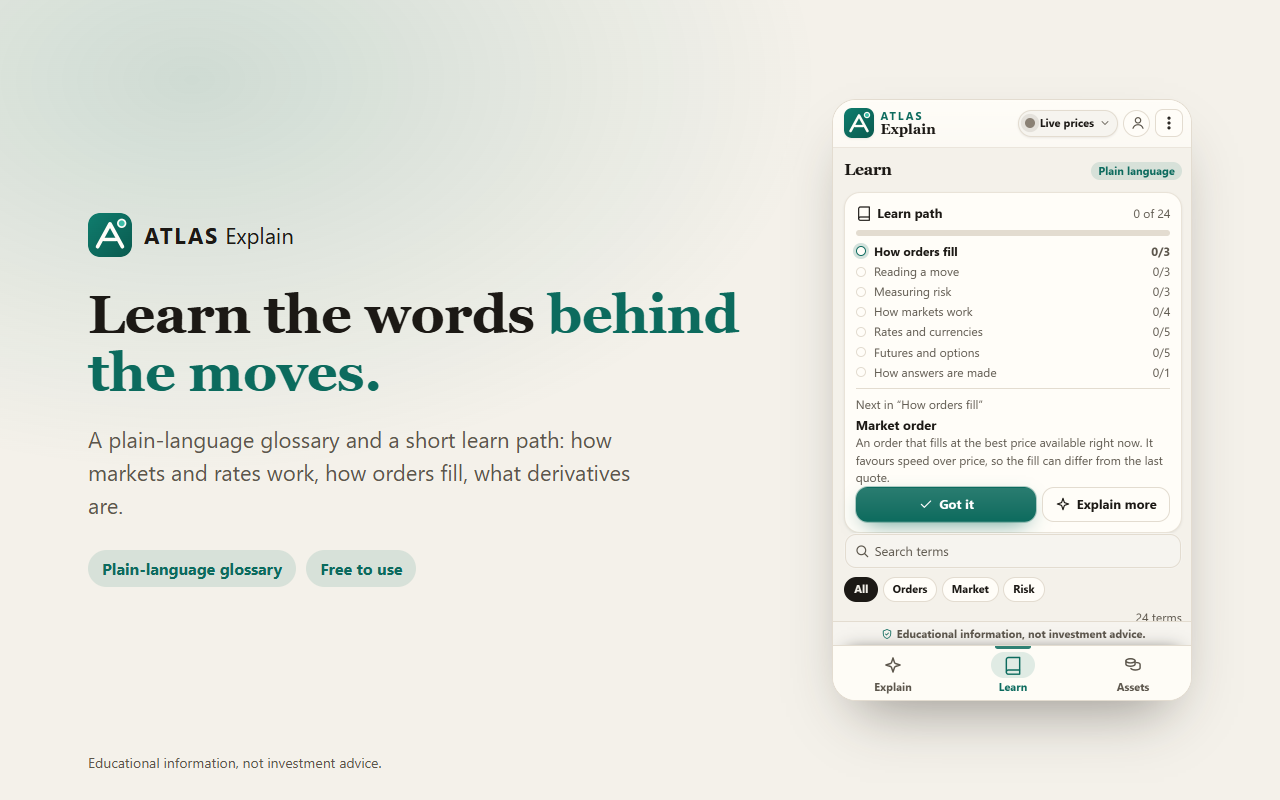 ATLAS Explain
Learn the words behind
the moves.
A plain-language glossary and a short learn path: how
markets and rates work, how orders fill, what derivatives
are.
Plain-language glossary
Free to use
Educational information, not investment advice.
ATLAS
Explain
Live prices
Learn
Plain language
Learn path
0 of 24
How orders fill 0/3
Reading a move 0/3
Measuring risk 0/3
How markets work 0/4
Rates and currencies 0/5
Futures and options 0/5
How answers are made 0/1
Next in “How orders fill”
Market order
An order that fills at the best price available right now. It
favours speed over price, so the fill can differ from the last
quote.
Got it
Explain more
Search terms
All
Orders
Market
Risk
24 terms
Educational information, not investment advice.
Explain
Learn
Assets